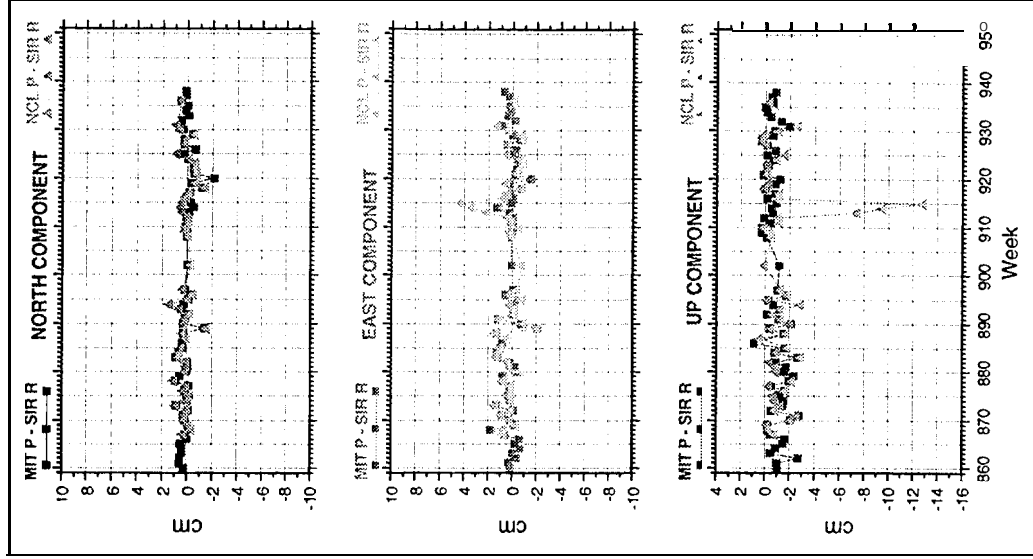 MIT P - SIR R
NCL P - SIR R
NORTH COMPONENT
10
8
6
4
2
0
-2
-4
-6
-8
-10
cm
MIT P - SIR R
NCL P - SIR R
EAST COMPONENT
10
8
6
4
2
0
-2
-4
-6
-8
-10
cm
MIT P - SIR R
NCL P - SIR R
UP COMPONENT
4
2
0
-2
-4
-6
-8
-10
-12
-14
-16
cm
860 870 880 890 900 910 920 930 940 950
Week